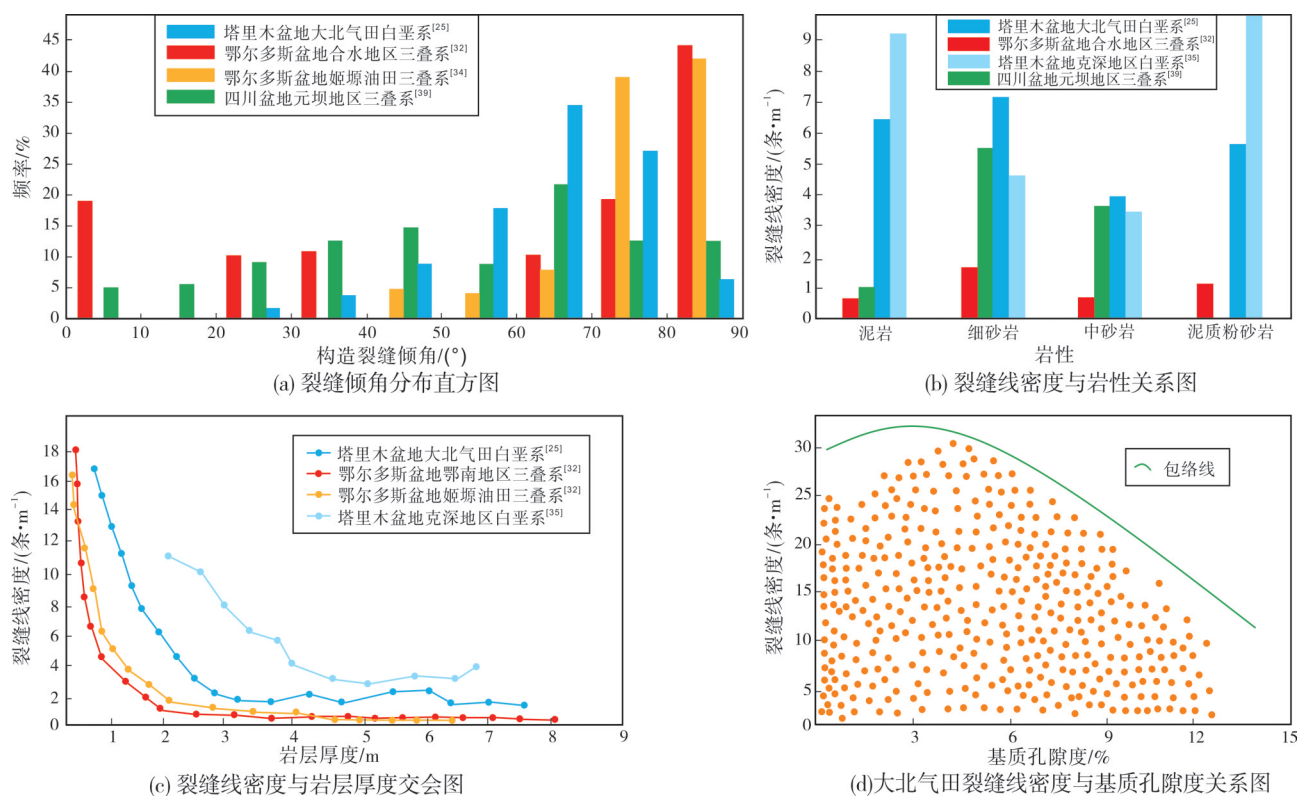 塔里木盆地大北气田白垩系[25]
鄂尔多斯盆地合水地区三叠系[32]
鄂尔多斯盆地姬塬油田三叠系[34]
四川盆地元坝地区三叠系[39]
频率/%
45
40
35
30
25
20
15
10
5
0
0 10 20 30 40 50 60 70 80 90
构造裂缝倾角/(°)
(a) 裂缝倾角分布直方图
塔里木盆地大北气田白垩系[25]
鄂尔多斯盆地合水地区三叠系[32]
塔里木盆地克深地区白垩系[35]
四川盆地元坝地区三叠系[39]
裂缝线密度/(条·m⁻¹)
9
8
7
6
5
4
3
2
1
0
泥岩 细砂岩 中砂岩 泥质粉砂岩
岩性
(b) 裂缝线密度与岩性关系图
塔里木盆地大北气田白垩系[25]
鄂尔多斯盆地鄂南地区三叠系[32]
鄂尔多斯盆地姬塬油田三叠系[32]
塔里木盆地克深地区白垩系[35]
裂缝线密度/(条·m⁻¹)
18
16
14
12
10
8
6
4
2
0
1 2 3 4 5 6 7 8 9
岩层厚度/m
(c) 裂缝线密度与岩层厚度交会图
包络线
裂缝线密度/(条·m⁻¹)
30
25
20
15
10
5
0
3 6 9 12 15
基质孔隙度/%
(d)大北气田裂缝线密度与基质孔隙度关系图